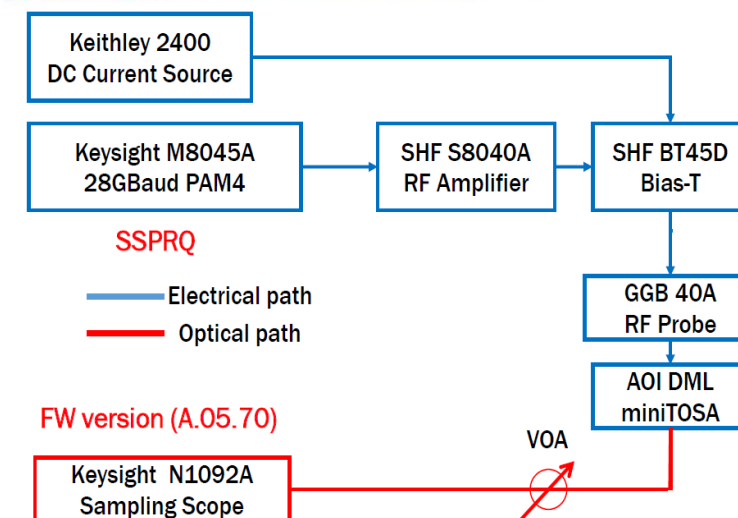 Keithley 2400
DC Current Source
Keysight M8045A
28GBaud PAM4
SHF S8040A
RF Amplifier
SHF BT45D
Bias-T
SSPRQ
Electrical path
Optical path
GGB 40A
RF Probe
AOI DML
miniTOSA
FW version (A.05.70)
VOA
Keysight N1092A
Sampling Scope